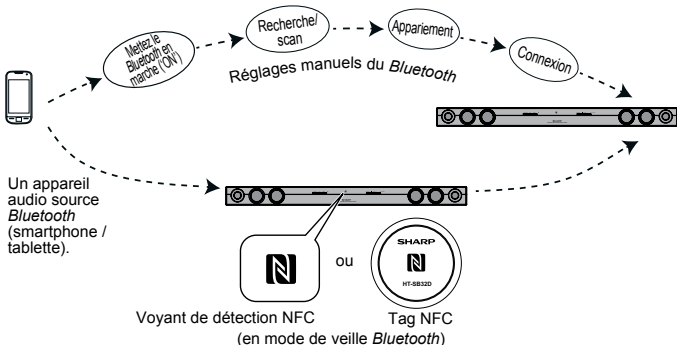 Mettez le
Bluetooth en
marche ('ON')
Recherche/
scan
Appariement
Connexion
Réglages manuels du Bluetooth
Un appareil
audio source
Bluetooth
(smartphone /
tablette).
ou
SHARP
HT-SB32D
Voyant de détection NFC
Tag NFC
(en mode de veille Bluetooth)